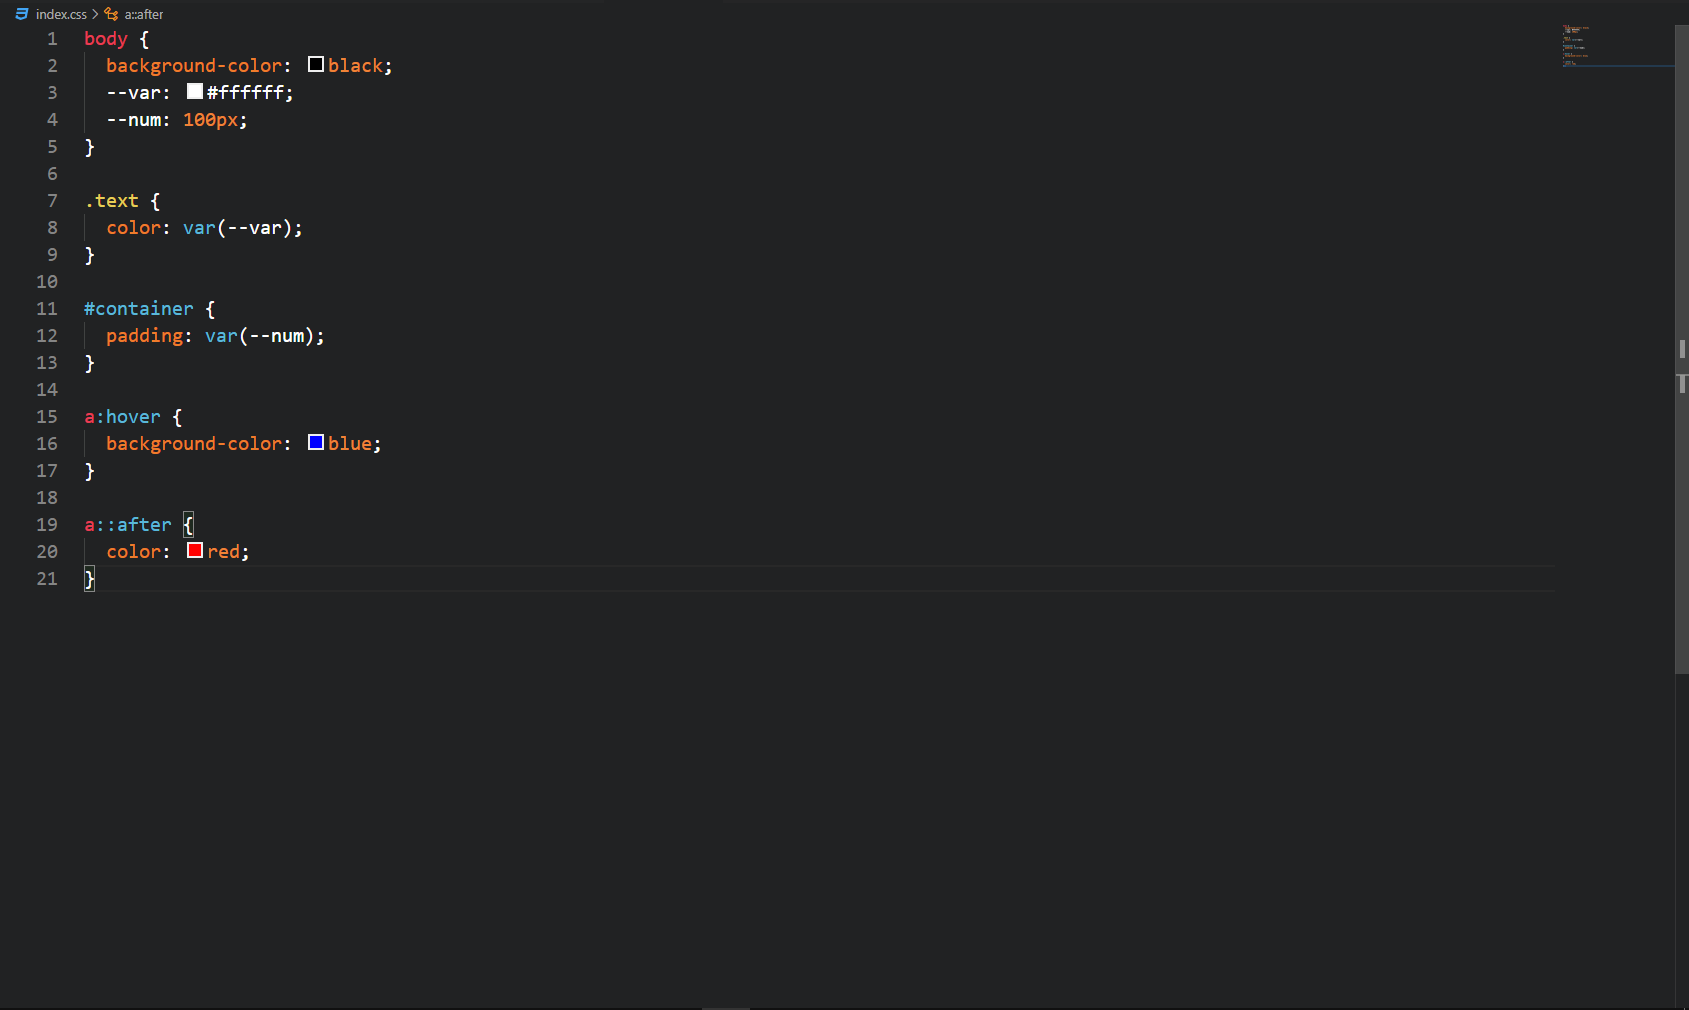 index.css > a::after
1 body {
2   background-color: black;
3   --var: #ffffff;
4   --num: 100px;
5 }
6
7 .text {
8   color: var(--var);
9 }
10
11 #container {
12   padding: var(--num);
13 }
14
15 a:hover {
16   background-color: blue;
17 }
18
19 a::after {
20   color: red;
21 }